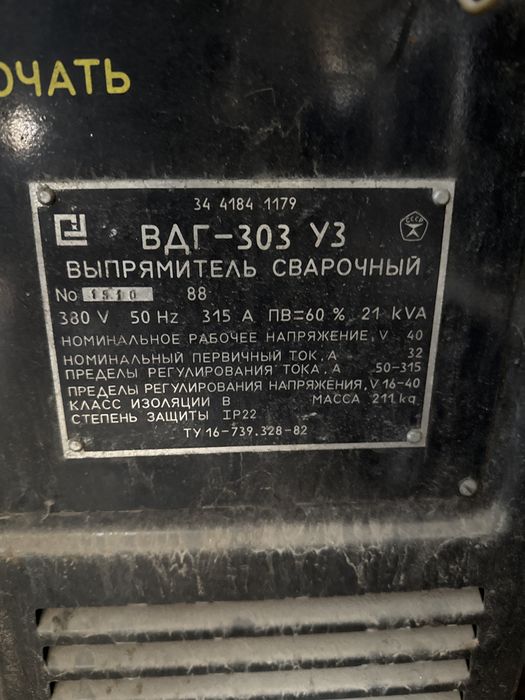 ОЧАТЬ
34 4184 1179
СССР
ВДГ-303 У3
ВЫПРЯМИТЕЛЬ СВАРОЧНЫЙ
No 1510 88
380 V 50 Hz 315 А ПВ=60 % 21 kVA
НОМИНАЛЬНОЕ РАБОЧЕЕ НАПРЯЖЕНИЕ, V 40
НОМИНАЛЬНЫЙ ПЕРВИЧНЫЙ ТОК, А 32
ПРЕДЕЛЫ РЕГУЛИРОВАНИЯ ТОКА, А 50-315
ПРЕДЕЛЫ РЕГУЛИРОВАНИЯ НАПРЯЖЕНИЯ, V 16-40
КЛАСС ИЗОЛЯЦИИ В МАССА 211 kg
СТЕПЕНЬ ЗАЩИТЫ IP22
ТУ 16-739.328-82